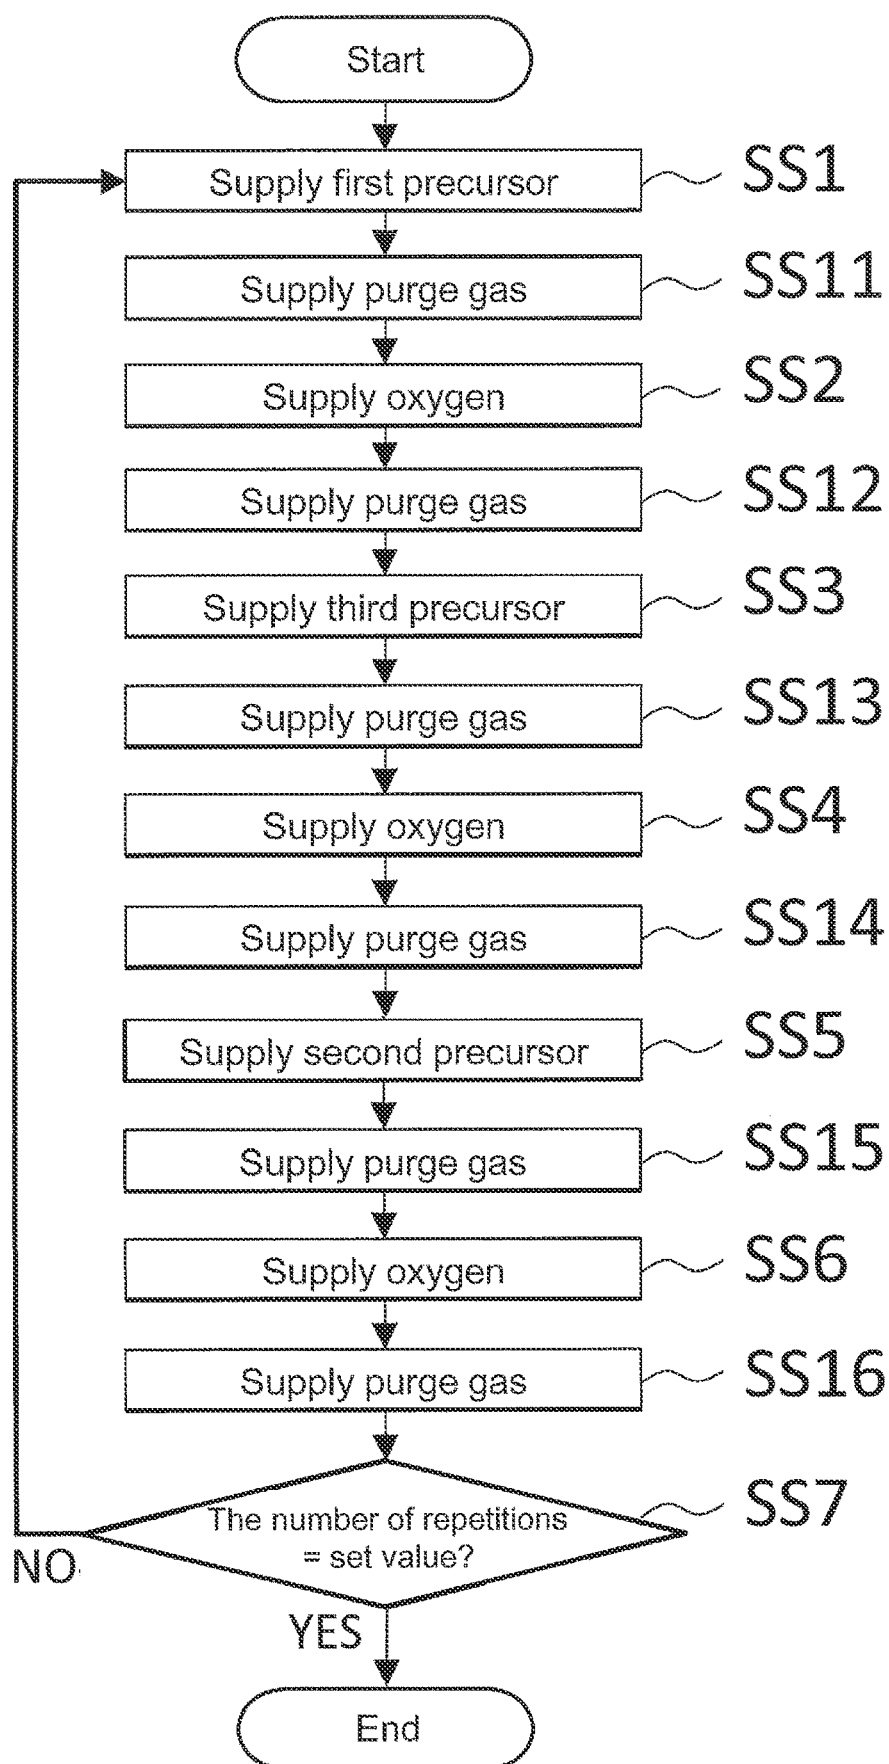 Start
Supply first precursor SS1
Supply purge gas SS11
Supply oxygen SS2
Supply purge gas SS12
Supply third precursor SS3
Supply purge gas SS13
Supply oxygen SS4
Supply purge gas SS14
Supply second precursor SS5
Supply purge gas SS15
Supply oxygen SS6
Supply purge gas SS16
The number of repetitions SS7
= set value?
NO
YES
End